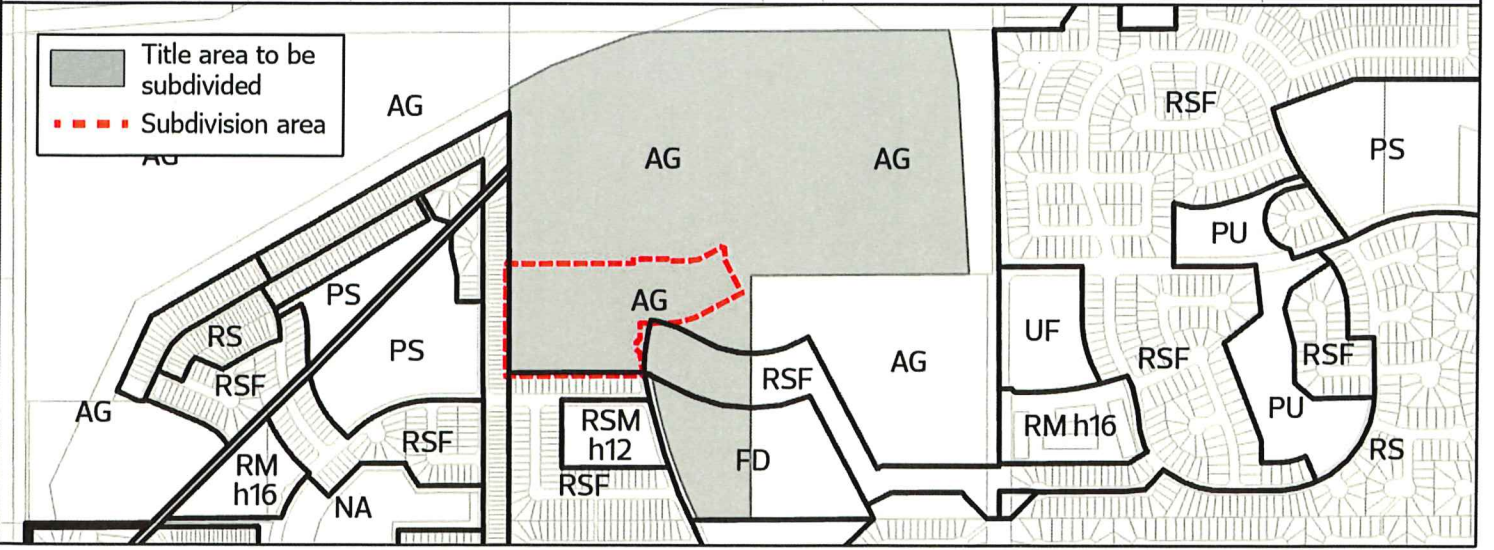 Title area to be
subdivided
Subdivision area
AG
AG
AG
AG
RSF
PS
PU
PS
AG
RS
PS
UF
RSF
RSF
RSF
RSF
AG
AG
RSM
h12
RM h16
PU
RSF
RM
h16
FD
RS
RSF
NA